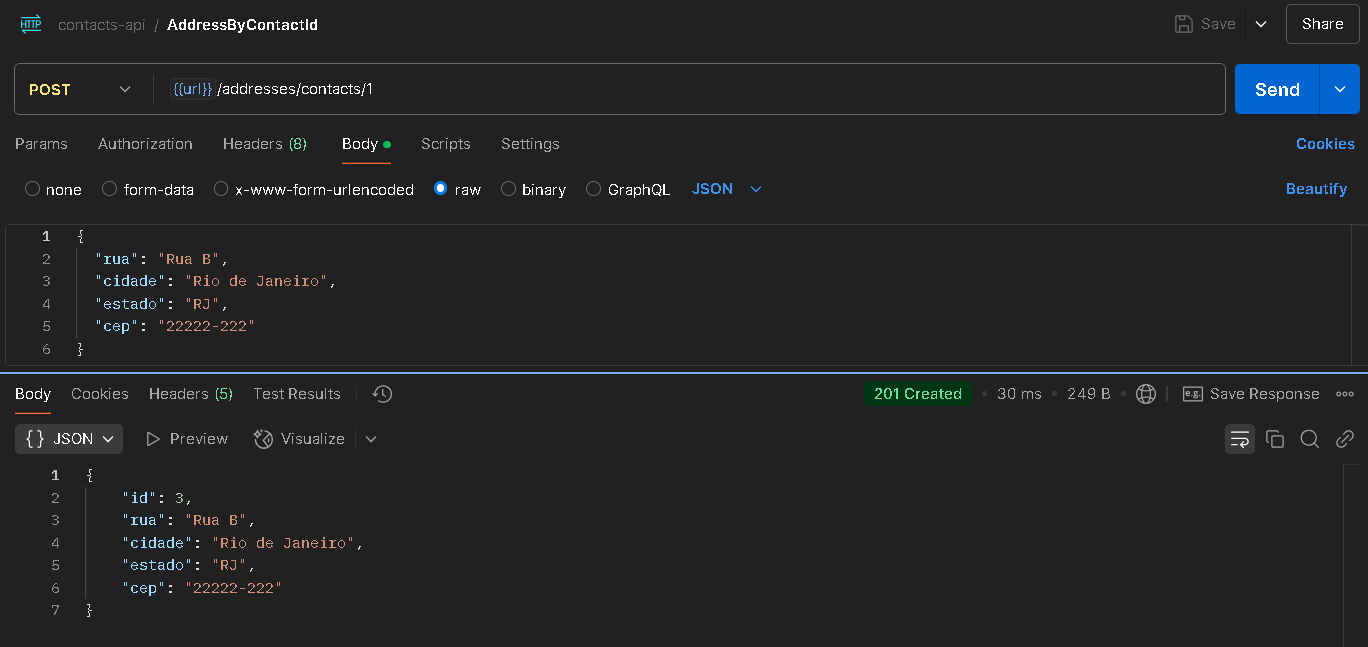 HTTP contacts-api / AddressByContactId Save Share
POST {{url}}/addresses/contacts/1 Send
Params Authorization Headers (8) Body Scripts Settings Cookies
none form-data x-www-form-urlencoded raw binary GraphQL JSON Beautify
1 {
2 "rua": "Rua B",
3 "cidade": "Rio de Janeiro",
4 "estado": "RJ",
5 "cep": "22222-222"
6 }
Body Cookies Headers (5) Test Results 201 Created • 30 ms • 249 B • e.g. Save Response
{} JSON Preview Visualize
1 {
2 "id": 3,
3 "rua": "Rua B",
4 "cidade": "Rio de Janeiro",
5 "estado": "RJ",
6 "cep": "22222-222"
7 }